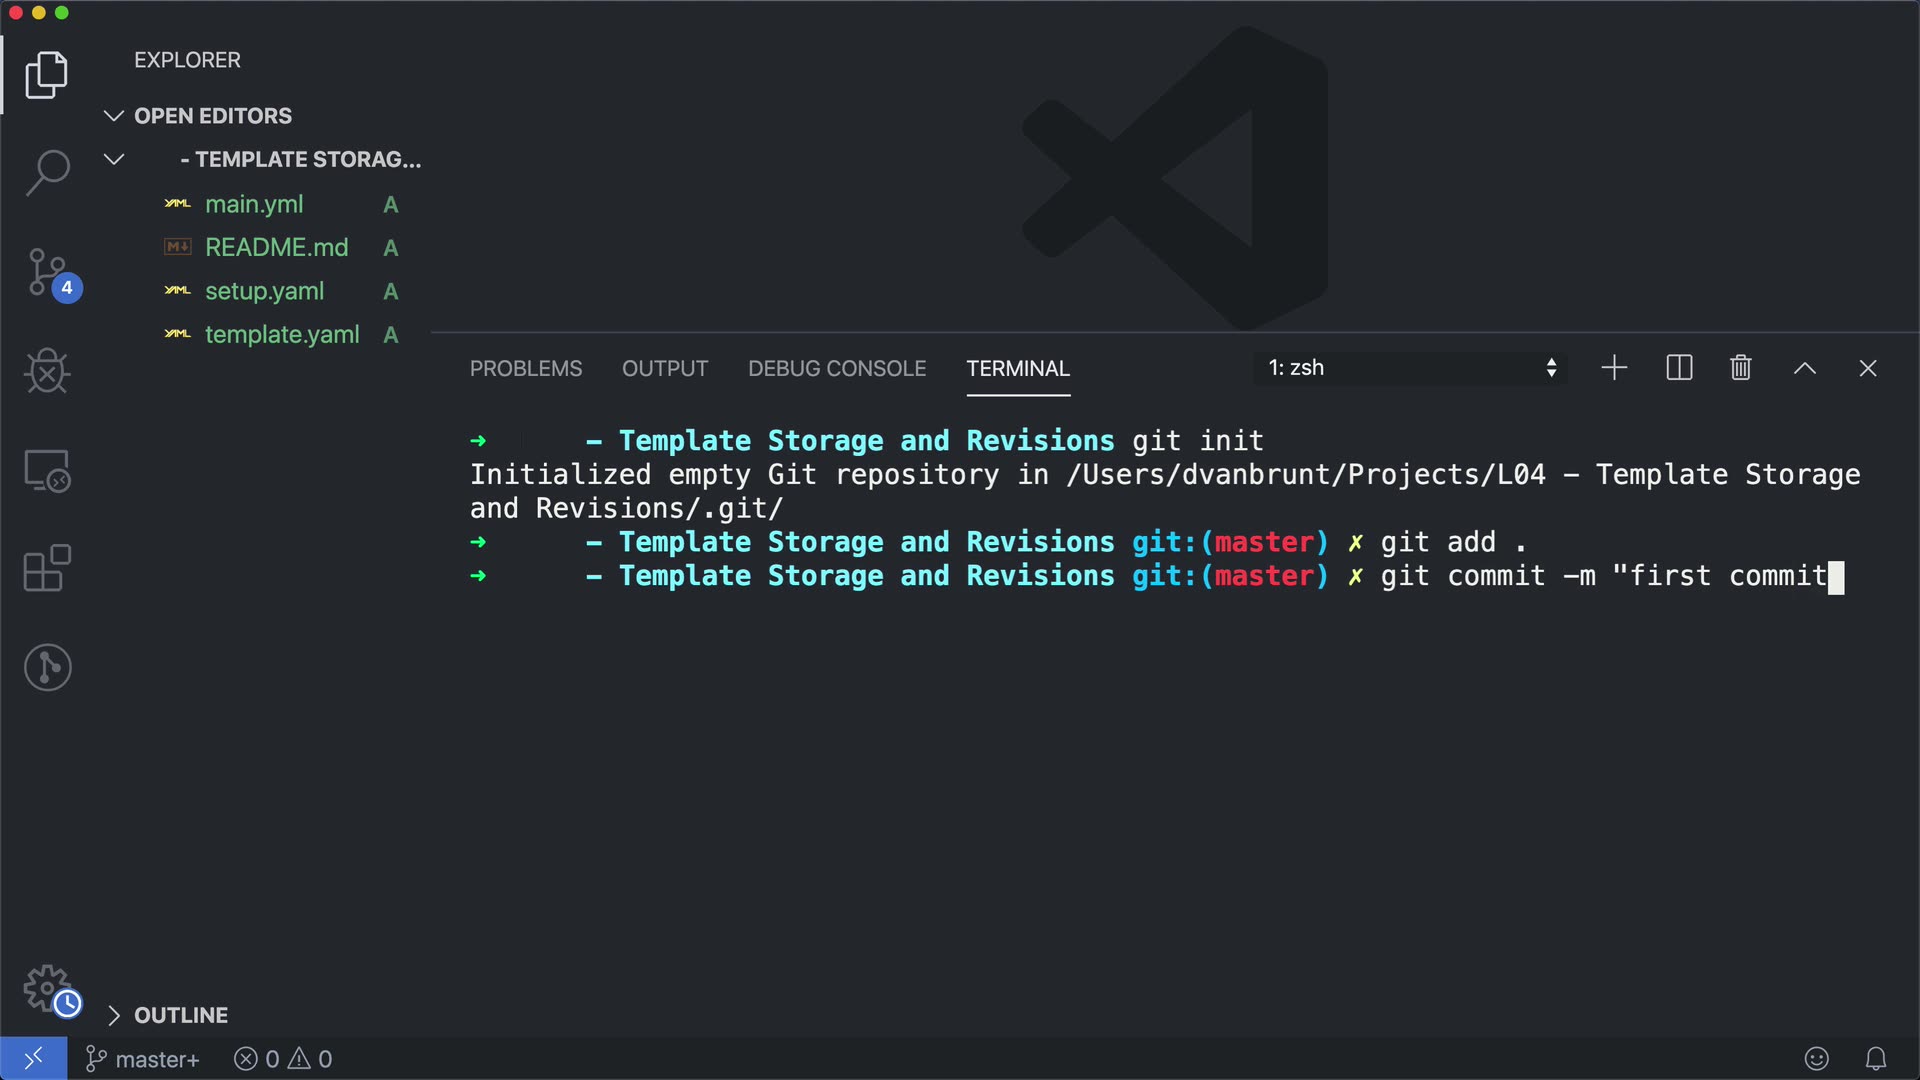 EXPLORER
OPEN EDITORS
- TEMPLATE STORAG...
main.yml A
README.md A
setup.yaml A
template.yaml A
4
PROBLEMS OUTPUT DEBUG CONSOLE TERMINAL 1: zsh
➜ - Template Storage and Revisions git init
Initialized empty Git repository in /Users/dvanbrunt/Projects/L04 - Template Storage
and Revisions/.git/
➜ - Template Storage and Revisions git:(master) ✗ git add .
➜ - Template Storage and Revisions git:(master) ✗ git commit -m "first commit
OUTLINE
master+ 0 0